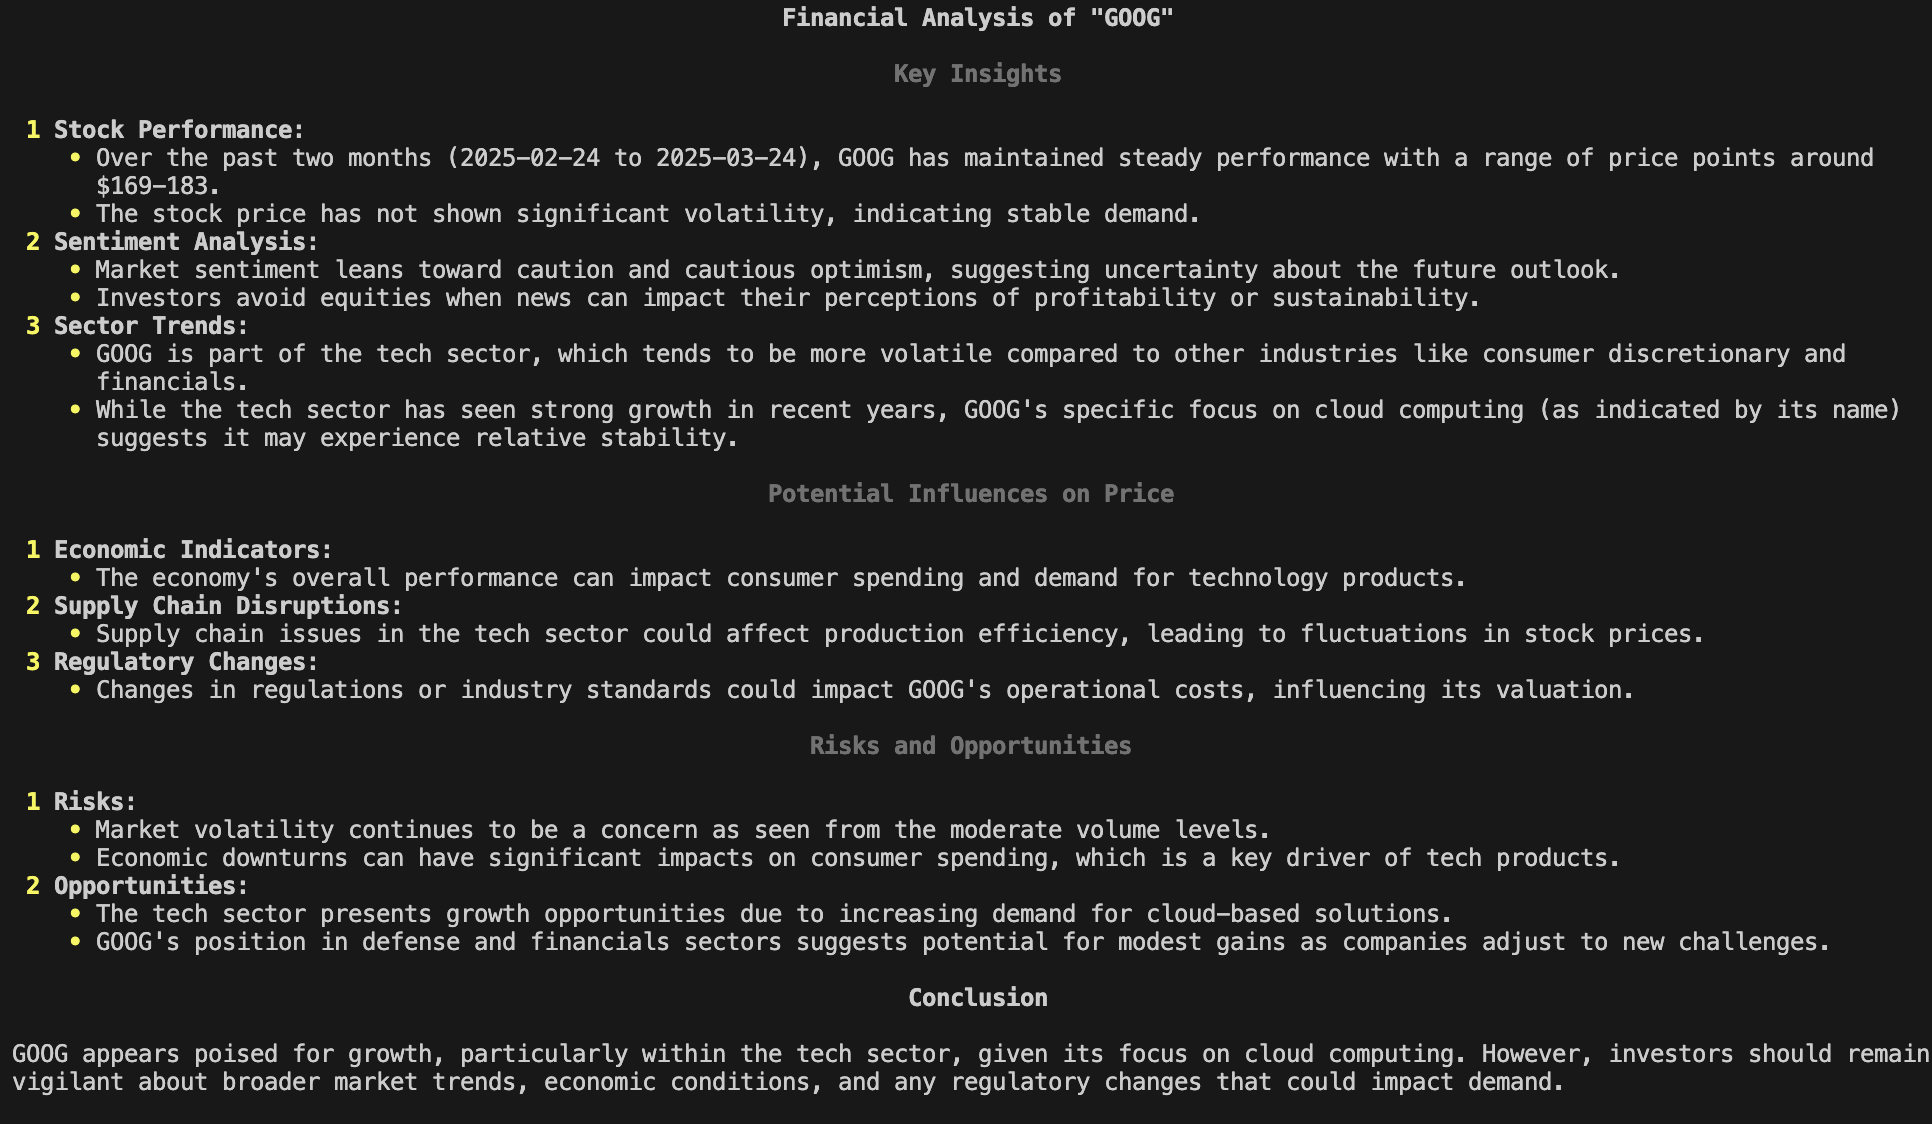 Financial Analysis of "GOOG"
Key Insights
1 Stock Performance:
• Over the past two months (2025-02-24 to 2025-03-24), GOOG has maintained steady performance with a range of price points around
$169-183.
• The stock price has not shown significant volatility, indicating stable demand.
2 Sentiment Analysis:
• Market sentiment leans toward caution and cautious optimism, suggesting uncertainty about the future outlook.
• Investors avoid equities when news can impact their perceptions of profitability or sustainability.
3 Sector Trends:
• GOOG is part of the tech sector, which tends to be more volatile compared to other industries like consumer discretionary and
financials.
• While the tech sector has seen strong growth in recent years, GOOG's specific focus on cloud computing (as indicated by its name)
suggests it may experience relative stability.
Potential Influences on Price
1 Economic Indicators:
• The economy's overall performance can impact consumer spending and demand for technology products.
2 Supply Chain Disruptions:
• Supply chain issues in the tech sector could affect production efficiency, leading to fluctuations in stock prices.
3 Regulatory Changes:
• Changes in regulations or industry standards could impact GOOG's operational costs, influencing its valuation.
Risks and Opportunities
1 Risks:
• Market volatility continues to be a concern as seen from the moderate volume levels.
• Economic downturns can have significant impacts on consumer spending, which is a key driver of tech products.
2 Opportunities:
• The tech sector presents growth opportunities due to increasing demand for cloud-based solutions.
• GOOG's position in defense and financials sectors suggests potential for modest gains as companies adjust to new challenges.
Conclusion
GOOG appears poised for growth, particularly within the tech sector, given its focus on cloud computing. However, investors should remain
vigilant about broader market trends, economic conditions, and any regulatory changes that could impact demand.